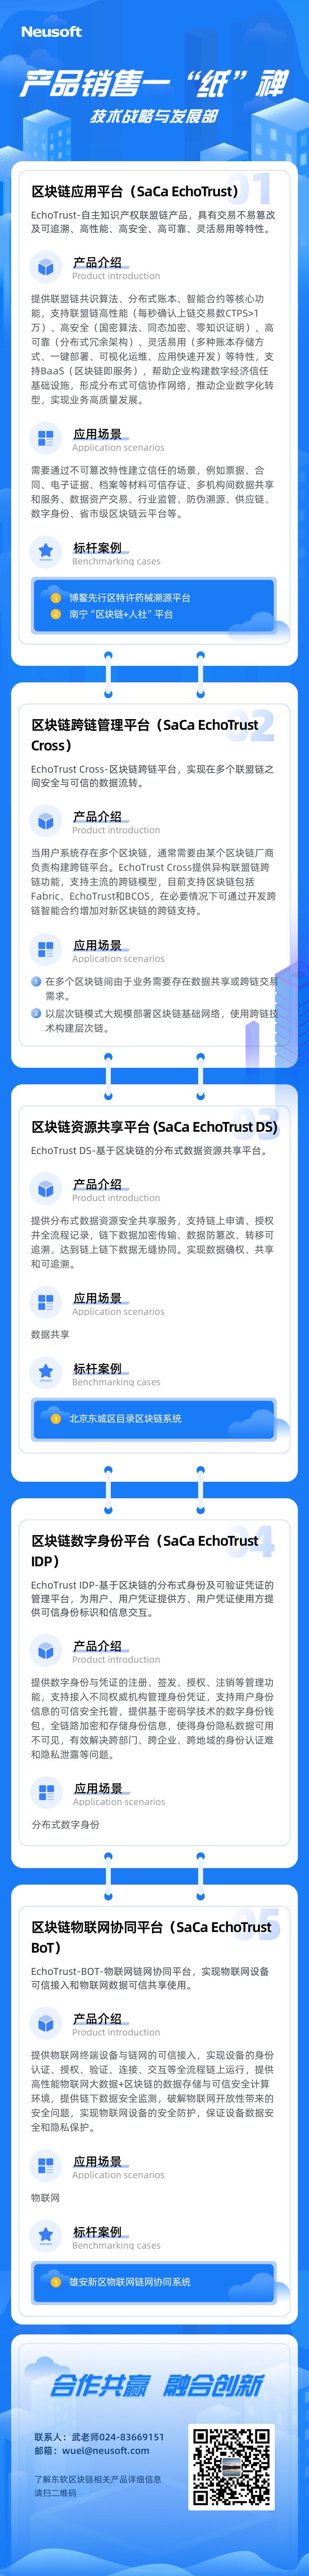 Neusoft
产品销售一“纸”禅
技术战略与发展部
01
区块链应用平台（SaCa EchoTrust）
EchoTrust-自主知识产权联盟链产品，具有交易不易篡改
及可追溯、高性能、高安全、高可靠、灵活易用等特性。
产品介绍
Product introduction
提供联盟链共识算法、分布式账本、智能合约等核心功
能，支持联盟链高性能（每秒确认上链交易数CTPS>1
万）、高安全（国密算法、同态加密、零知识证明）、高
可靠（分布式冗余架构）、灵活易用（多种账本存储方
式、一键部署、可视化运维、应用快速开发）等特性，支
持BaaS（区块链即服务），帮助企业构建数字经济信任
基础设施，形成分布式可信协作网络，推动企业数字化转
型，实现业务高质量发展。
应用场景
Application scenarios
需要通过不可篡改特性建立信任的场景，例如票据、合
同、电子证据、档案等材料可信存证、多机构间数据共享
和服务、数据资产交易、行业监管、防伪溯源、供应链、
数字身份、省市级区块链云平台等。
标杆案例
Benchmarking cases
1 博鳌先行区特许药械溯源平台
2 南宁“区块链+人社”平台
02
区块链跨链管理平台（SaCa EchoTrust
Cross）
EchoTrust Cross-区块链跨链平台，实现在多个联盟链之
间安全与可信的数据流转。
产品介绍
Product introduction
当用户系统存在多个区块链，通常需要由某个区块链厂商
负责构建跨链平台。EchoTrust Cross提供异构联盟链跨
链功能，支持主流的跨链模型，目前支持区块链包括
Fabric、EchoTrust和BCOS，在必要情况下可通过开发跨
链智能合约增加对新区块链的跨链支持。
应用场景
Application scenarios
1 在多个区块链间由于业务需要存在数据共享或跨链交易
需求。
2 以层次链模式大规模部署区块链基础网络，使用跨链技
术构建层次链。
03
区块链资源共享平台 (SaCa EchoTrust DS)
EchoTrust DS-基于区块链的分布式数据资源共享平台。
产品介绍
Product introduction
提供分布式数据资源安全共享服务，支持链上申请、授权
并全流程记录，链下数据加密传输、数据防篡改、转移可
追溯，达到链上链下数据无缝协同。实现数据确权、共享
和可追溯。
应用场景
Application scenarios
数据共享
标杆案例
Benchmarking cases
1 北京东城区目录区块链系统
04
区块链数字身份平台（SaCa EchoTrust
IDP）
EchoTrust IDP-基于区块链的分布式身份及可验证凭证的
管理平台，为用户、用户凭证提供方、用户凭证使用方提
供可信身份标识和信息交互。
产品介绍
Product introduction
提供数字身份与凭证的注册、签发、授权、注销等管理功
能，支持接入不同权威机构管理身份凭证，支持用户身份
信息的可信安全托管，提供基于密码学技术的数字身份钱
包，全链路加密和存储身份信息，使得身份隐私数据可用
不可见，有效解决跨部门、跨企业、跨地域的身份认证难
和隐私泄露等问题。
应用场景
Application scenarios
分布式数字身份
05
区块链物联网协同平台（SaCa EchoTrust
BoT）
EchoTrust-BOT-物联网链网协同平台，实现物联网设备
可信接入和物联网数据可信共享使用。
产品介绍
Product introduction
提供物联网终端设备与链网的可信接入，实现设备的身份
认证、授权、验证、连接、交互等全流程链上运行，提供
高性能物联网大数据+区块链的数据存储与可信安全计算
环境，提供链下数据安全监测，破解物联网开放性带来的
安全问题，实现物联网设备的安全防护，保证设备数据安
全和隐私保护。
应用场景
Application scenarios
物联网
标杆案例
Benchmarking cases
1 雄安新区物联网链网协同系统
合作共赢 融合创新
联系人：武老师024-83669151
邮箱：wuel@neusoft.com
了解东软区块链相关产品详细信息
请扫二维码